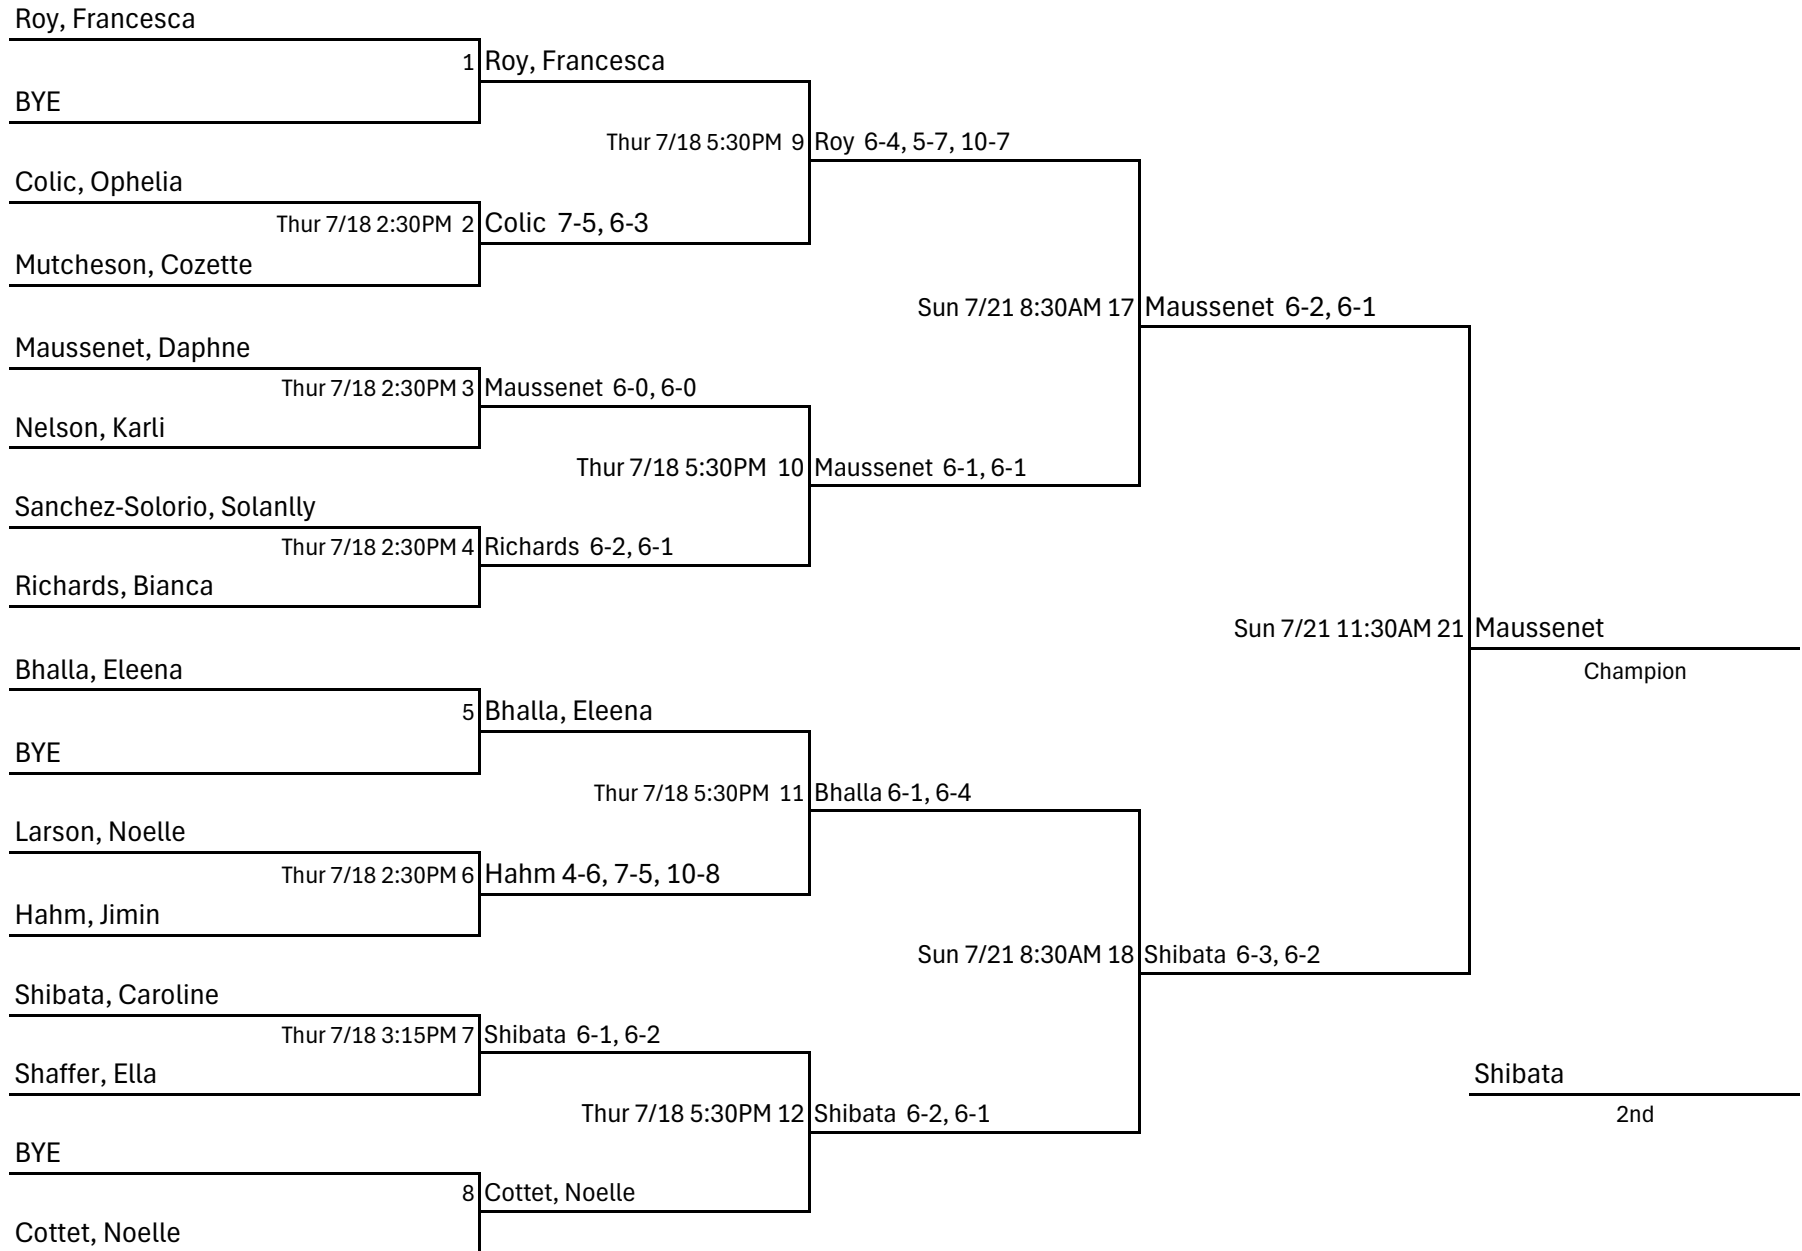 Roy, Francesca
1 Roy, Francesca
BYE
Thur 7/18 5:30PM 9 Roy 6-4, 5-7, 10-7
Colic, Ophelia
Thur 7/18 2:30PM 2 Colic 7-5, 6-3
Mutcheson, Cozette
Sun 7/21 8:30AM 17 Maussenet 6-2, 6-1
Maussenet, Daphne
Thur 7/18 2:30PM 3 Maussenet 6-0, 6-0
Nelson, Karli
Thur 7/18 5:30PM 10 Maussenet 6-1, 6-1
Sanchez-Solorio, Solanlly
Thur 7/18 2:30PM 4 Richards 6-2, 6-1
Richards, Bianca
Sun 7/21 11:30AM 21 Maussenet
Champion
Bhalla, Eleena
5 Bhalla, Eleena
BYE
Thur 7/18 5:30PM 11 Bhalla 6-1, 6-4
Larson, Noelle
Thur 7/18 2:30PM 6 Hahm 4-6, 7-5, 10-8
Hahm, Jimin
Sun 7/21 8:30AM 18 Shibata 6-3, 6-2
Shibata, Caroline
Thur 7/18 3:15PM 7 Shibata 6-1, 6-2
Shaffer, Ella
Shibata
Thur 7/18 5:30PM 12 Shibata 6-2, 6-1
2nd
BYE
8 Cottet, Noelle
Cottet, Noelle